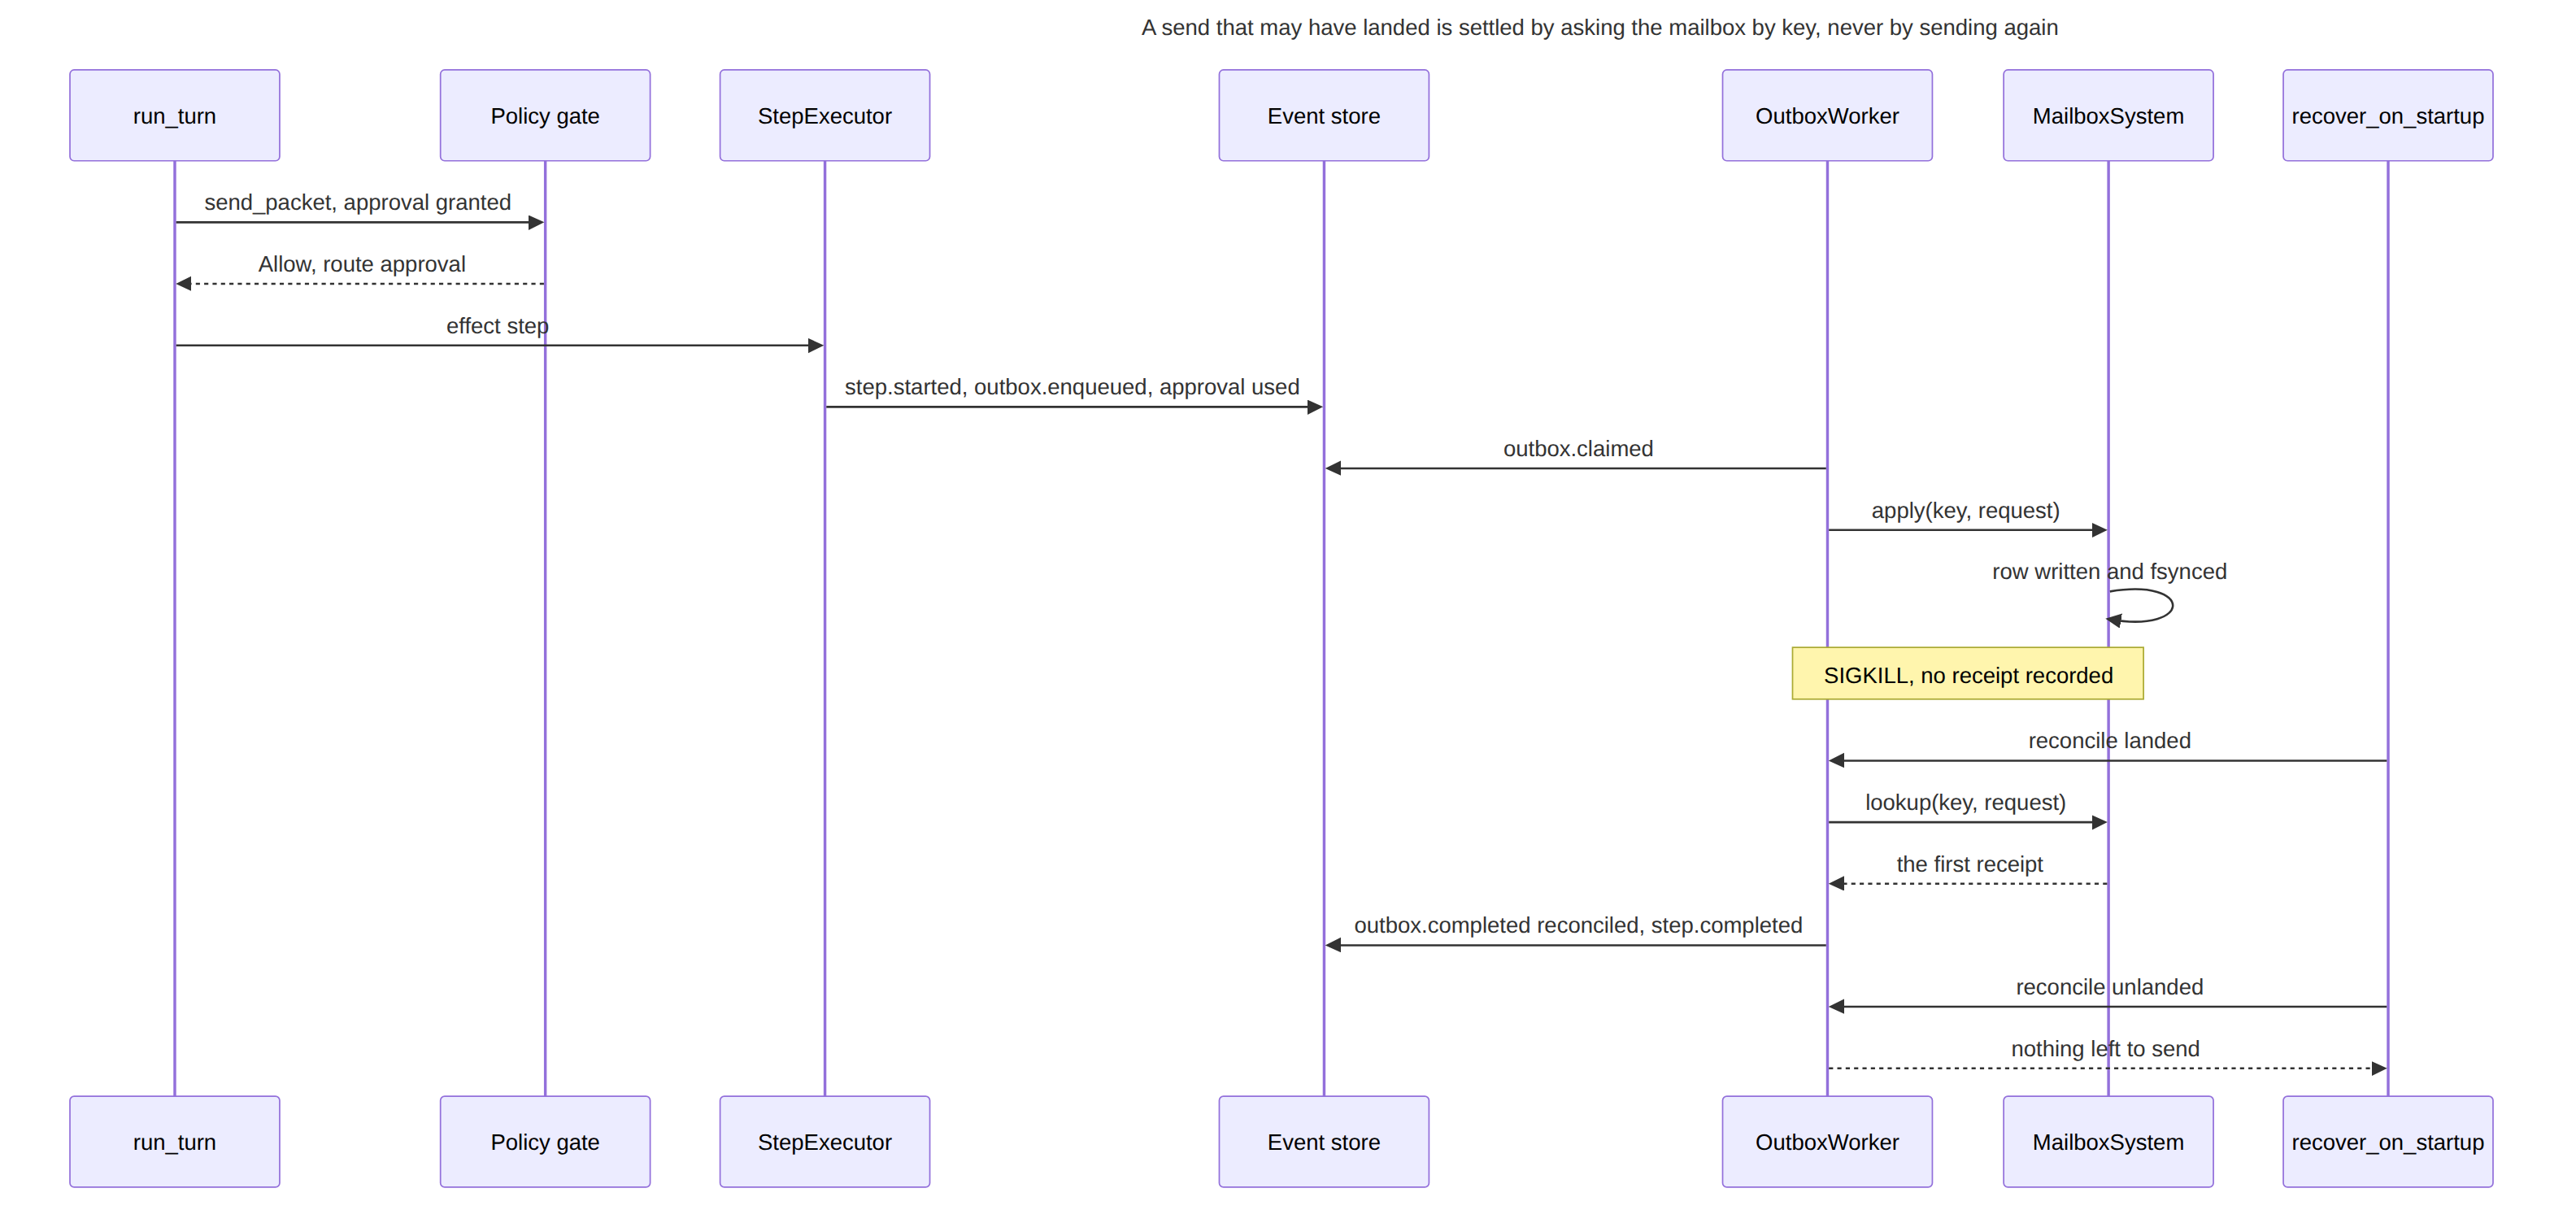 A send that may have landed is settled by asking the mailbox by key, never by sending again
run_turn
Policy gate
StepExecutor
Event store
OutboxWorker
MailboxSystem
recover_on_startup
send_packet, approval granted
Allow, route approval
effect step
step.started, outbox.enqueued, approval used
outbox.claimed
apply(key, request)
row written and fsynced
SIGKILL, no receipt recorded
reconcile landed
lookup(key, request)
the first receipt
outbox.completed reconciled, step.completed
reconcile unlanded
nothing left to send
run_turn
Policy gate
StepExecutor
Event store
OutboxWorker
MailboxSystem
recover_on_startup